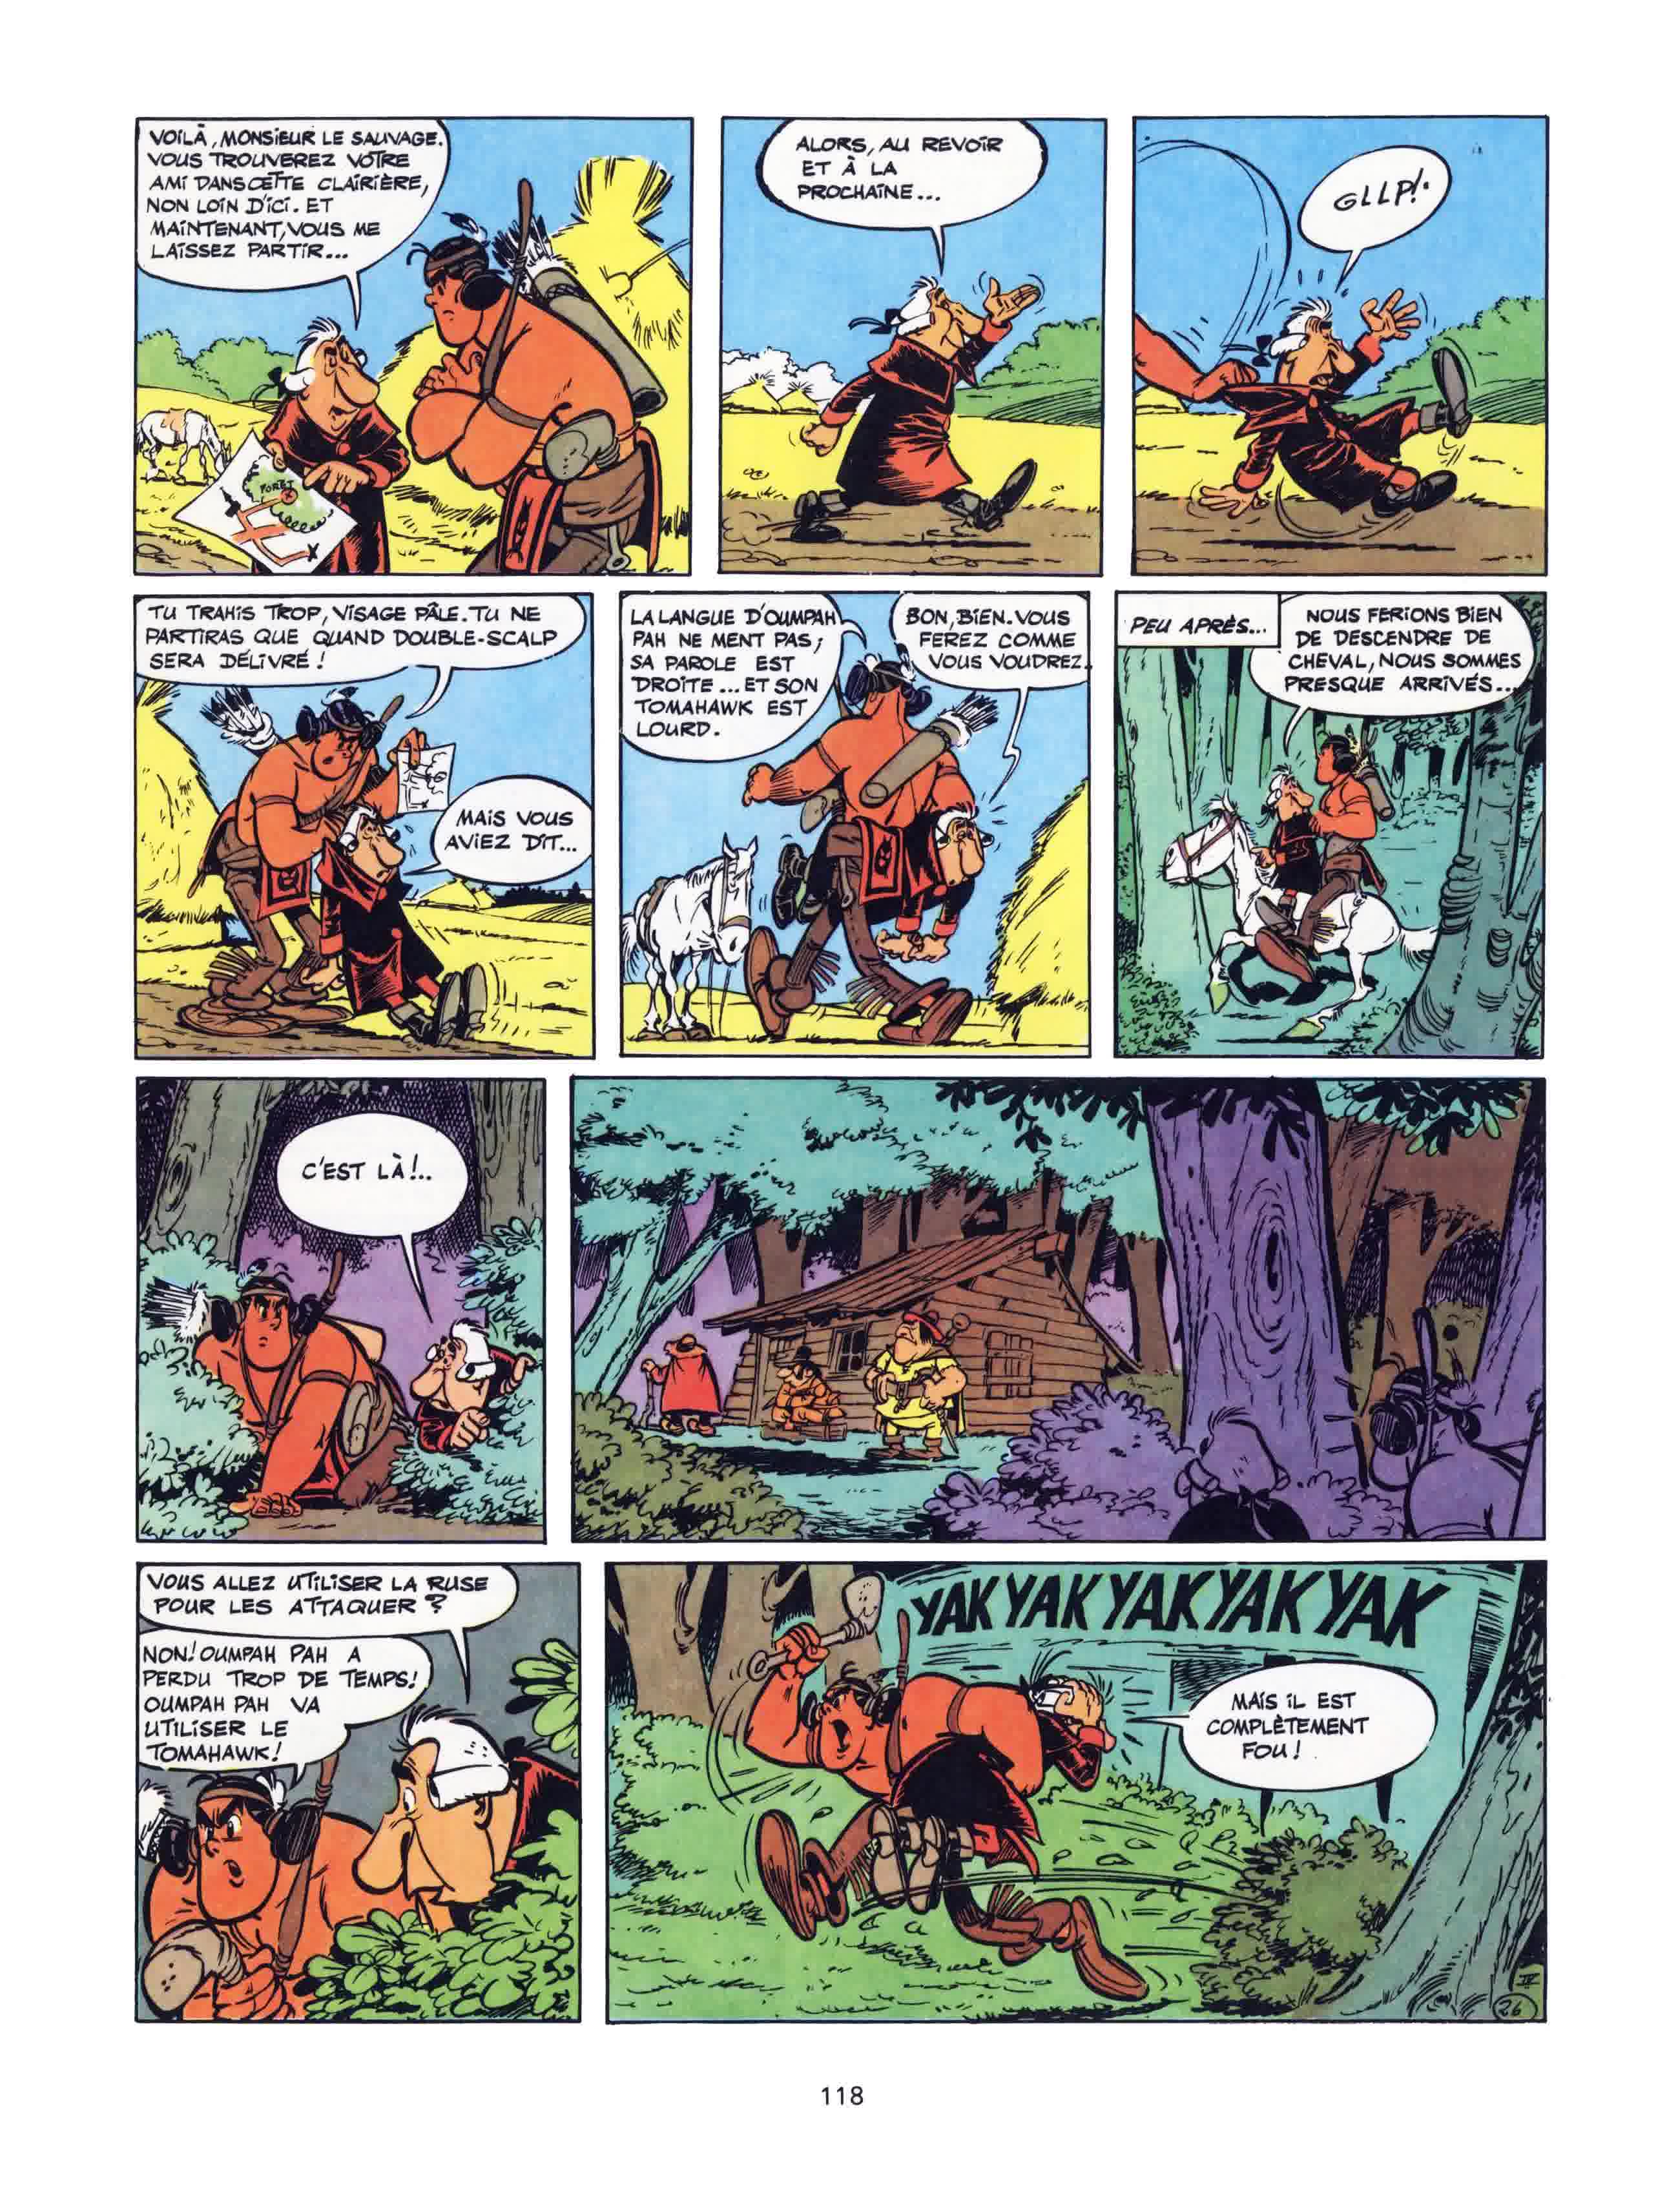 VOILÀ, MONSIEUR LE SAUVAGE.
VOUS TROUVEREZ VÔTRE
AMI DANS CETTE CLAIRIÈRE,
NON LOIN D'ICI. ET
MAINTENANT, VOUS ME
LAISSEZ PARTIR...
FORÊT
ALORS, AU REVOIR
ET À LA
PROCHAINE...
GLLP!
TU TRAHIS TROP, VISAGE PÂLE. TU NE
PARTIRAS QUE QUAND DOUBLE-SCALP
SERA DÉLIVRÉ !
MAIS VOUS
AVIEZ DIT...
LA LANGUE D'OUMPAH
PAH NE MENT PAS;
SA PAROLE EST
DROITE... ET SON
TOMAHAWK EST
LOURD.
BON, BIEN. VOUS
FEREZ COMME
VOUS VOUDREZ.
PEU APRÈS...
NOUS FERIONS BIEN
DE DESCENDRE DE
CHEVAL, NOUS SOMMES
PRESQUE ARRIVÉS...
C'EST LÀ!..
VOUS ALLEZ UTILISER LA RUSE
POUR LES ATTAQUER ?
NON! OUMPAH PAH A
PERDU TROP DE TEMPS!
OUMPAH PAH VA
UTILISER LE
TOMAHAWK!
YAK YAK YAK YAK YAK
MAIS IL EST
COMPLÈTEMENT
FOU !
IV
26
118